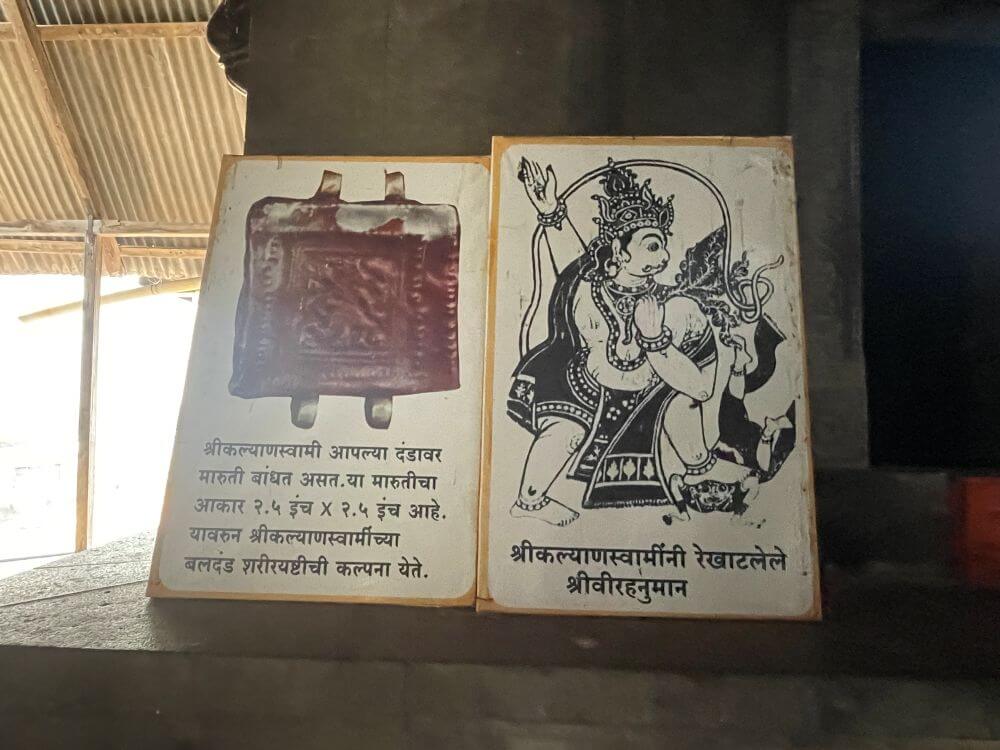 श्रीकल्याणस्वामी आपल्या दंडावर
मारुती बांधत असत.या मारुतीचा
आकार २.५ इंच X २.५ इंच आहे.
यावरुन श्रीकल्याणस्वामींच्या
बलदंड शरीरयष्टीची कल्पना येते.
श्रीकल्याणस्वामींनी रेखाटलेले
श्रीवीरहनुमान